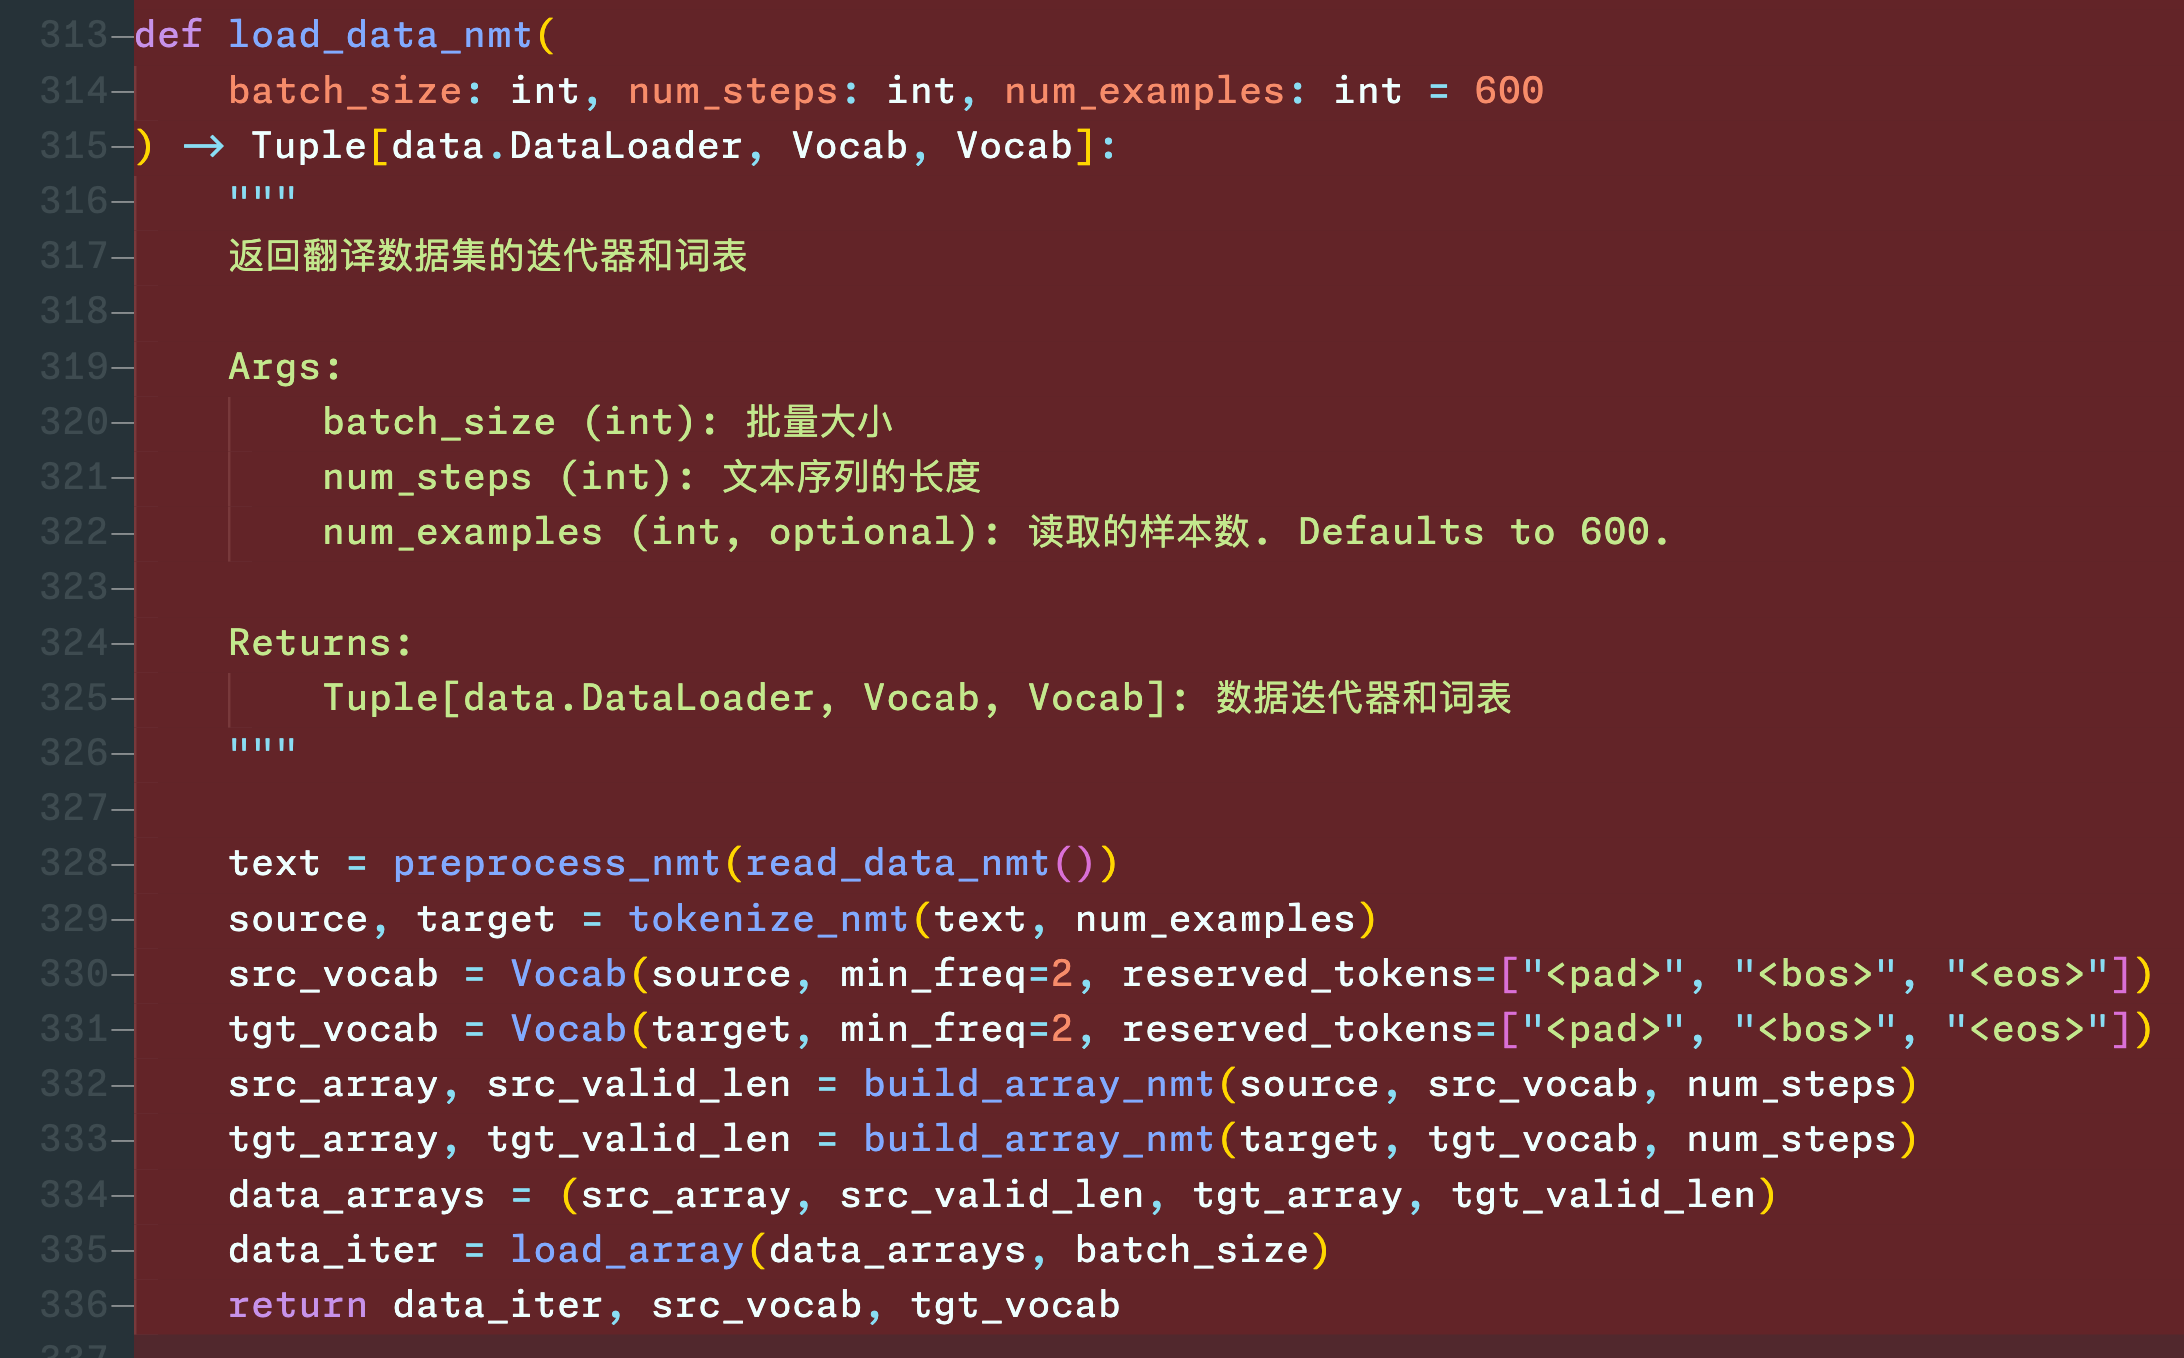 313 def load_data_nmt(
314     batch_size: int, num_steps: int, num_examples: int = 600
315 ) -> Tuple[data.DataLoader, Vocab, Vocab]:
316     """
317     返回翻译数据集的迭代器和词表
318
319     Args:
320         batch_size (int): 批量大小
321         num_steps (int): 文本序列的长度
322         num_examples (int, optional): 读取的样本数. Defaults to 600.
323
324     Returns:
325         Tuple[data.DataLoader, Vocab, Vocab]: 数据迭代器和词表
326     """
327
328     text = preprocess_nmt(read_data_nmt())
329     source, target = tokenize_nmt(text, num_examples)
330     src_vocab = Vocab(source, min_freq=2, reserved_tokens=["<pad>", "<bos>", "<eos>"])
331     tgt_vocab = Vocab(target, min_freq=2, reserved_tokens=["<pad>", "<bos>", "<eos>"])
332     src_array, src_valid_len = build_array_nmt(source, src_vocab, num_steps)
333     tgt_array, tgt_valid_len = build_array_nmt(target, tgt_vocab, num_steps)
334     data_arrays = (src_array, src_valid_len, tgt_array, tgt_valid_len)
335     data_iter = load_array(data_arrays, batch_size)
336     return data_iter, src_vocab, tgt_vocab
337